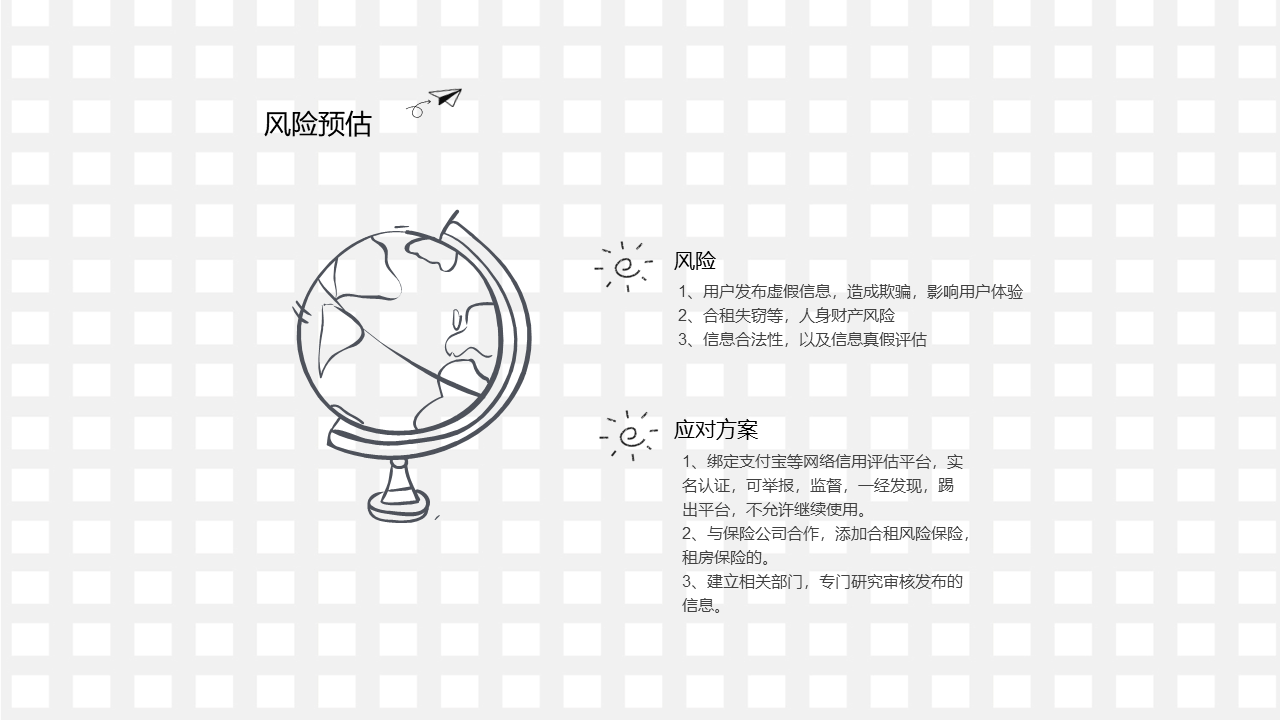 风险预估
风险
1、用户发布虚假信息，造成欺骗，影响用户体验
2、合租失窃等，人身财产风险
3、信息合法性，以及信息真假评估
应对方案
1、绑定支付宝等网络信用评估平台，实
名认证，可举报，监督，一经发现，踢
出平台，不允许继续使用。
2、与保险公司合作，添加合租风险保险，
租房保险的。
3、建立相关部门，专门研究审核发布的
信息。